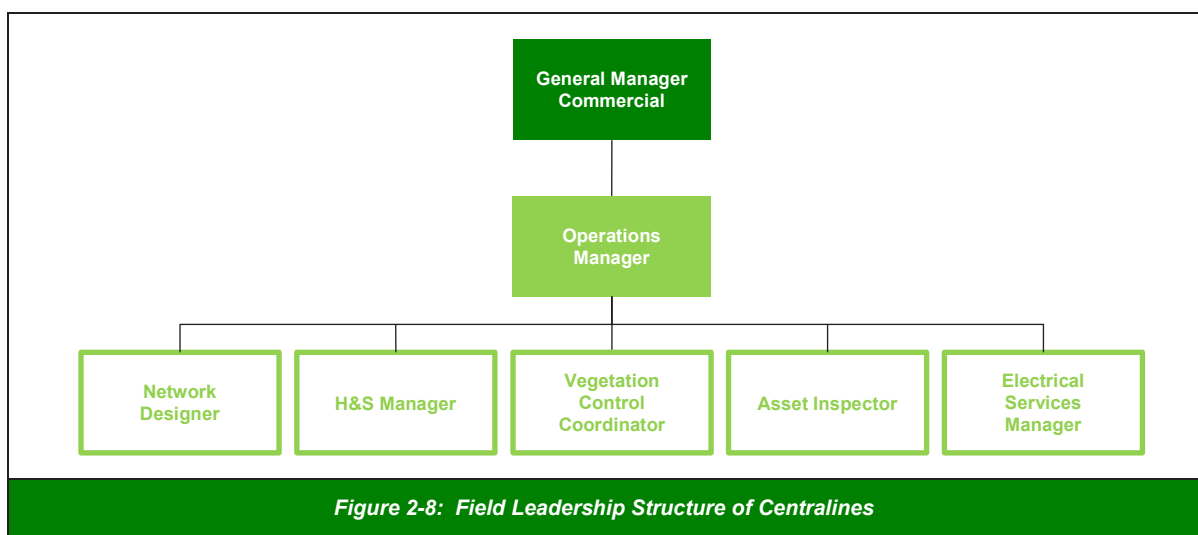 General Manager
Commercial
Operations
Manager
Network
Designer
H&S Manager
Vegetation
Control
Coordinator
Asset Inspector
Electrical
Services
Manager
Figure 2-8: Field Leadership Structure of Centralines